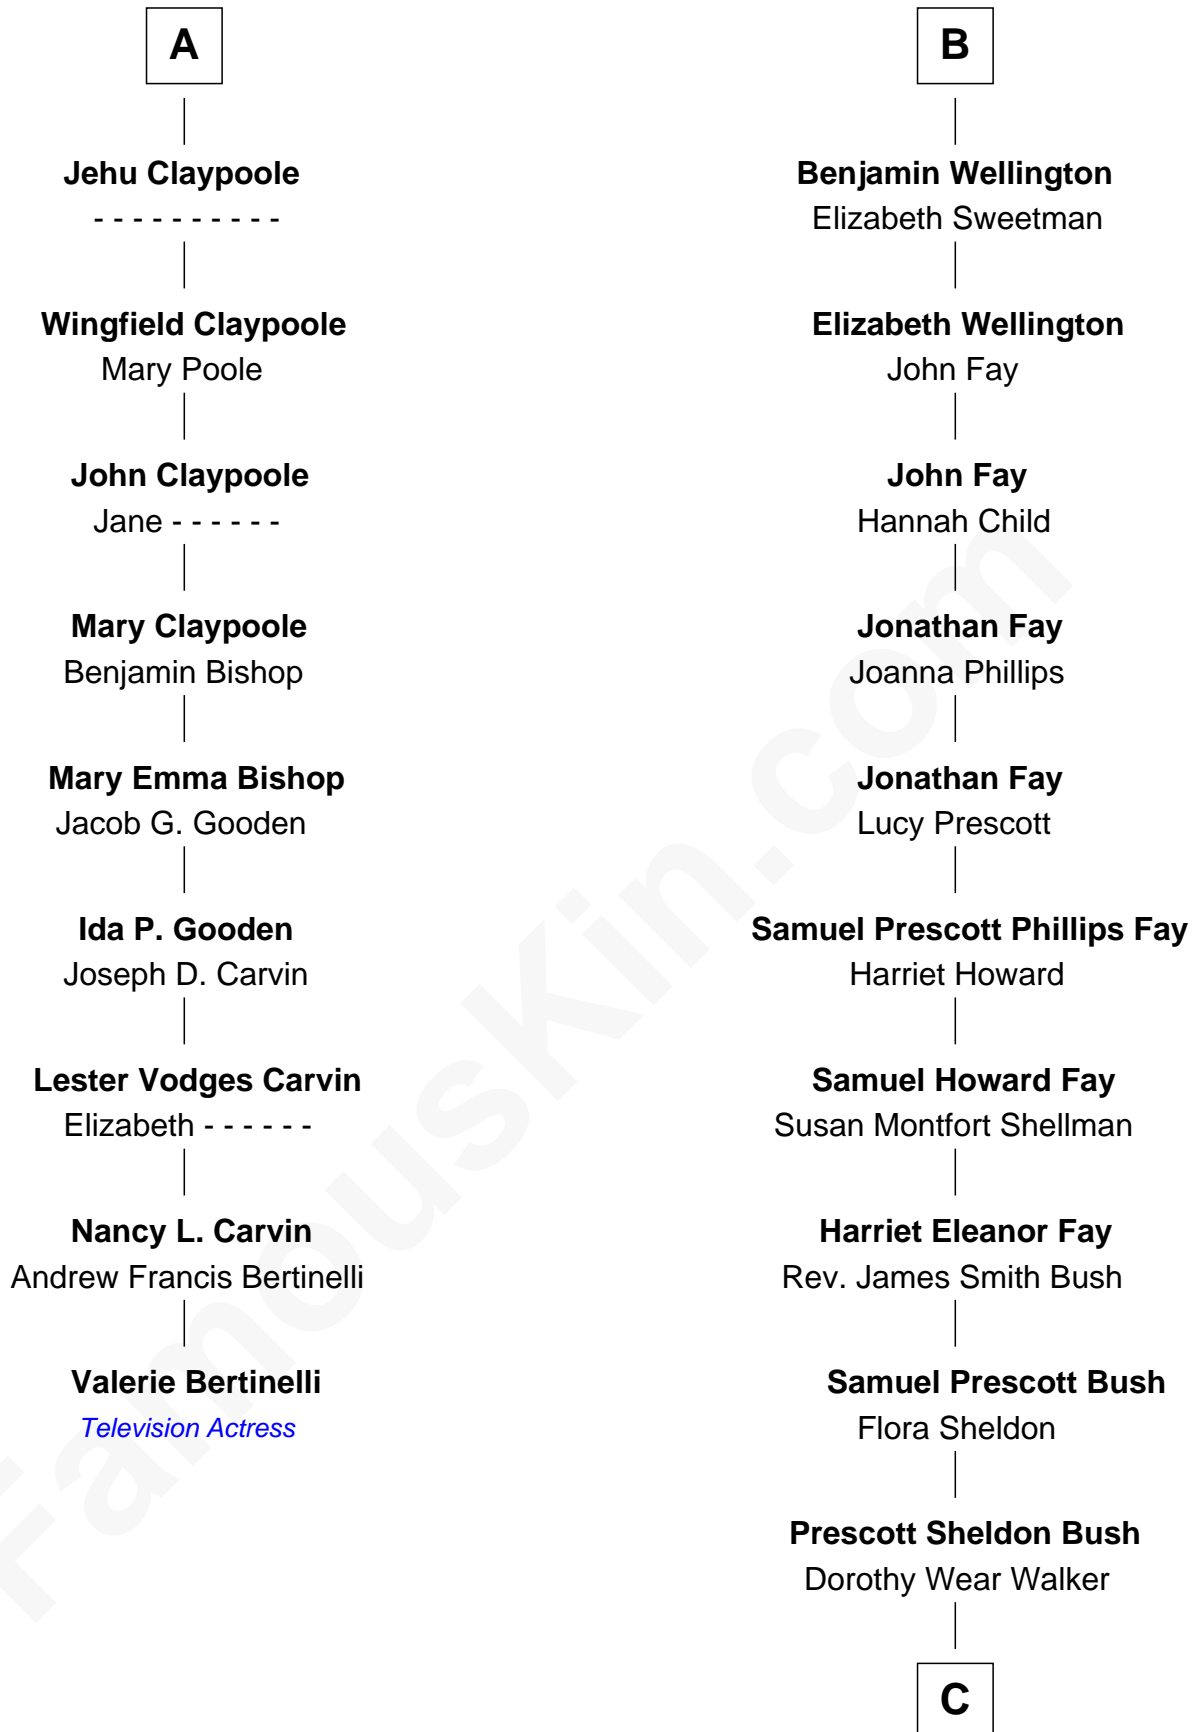 A
Jehu Claypoole
- - - - - - - - - -
Wingfield Claypoole
Mary Poole
John Claypoole
Jane - - - - - -
Mary Claypoole
Benjamin Bishop
Mary Emma Bishop
Jacob G. Gooden
Ida P. Gooden
Joseph D. Carvin
Lester Vodges Carvin
Elizabeth - - - - - -
Nancy L. Carvin
Andrew Francis Bertinelli
Valerie Bertinelli
Television Actress
B
Benjamin Wellington
Elizabeth Sweetman
Elizabeth Wellington
John Fay
John Fay
Hannah Child
Jonathan Fay
Joanna Phillips
Jonathan Fay
Lucy Prescott
Samuel Prescott Phillips Fay
Harriet Howard
Samuel Howard Fay
Susan Montfort Shellman
Harriet Eleanor Fay
Rev. James Smith Bush
Samuel Prescott Bush
Flora Sheldon
Prescott Sheldon Bush
Dorothy Wear Walker
C
FamousKin.com